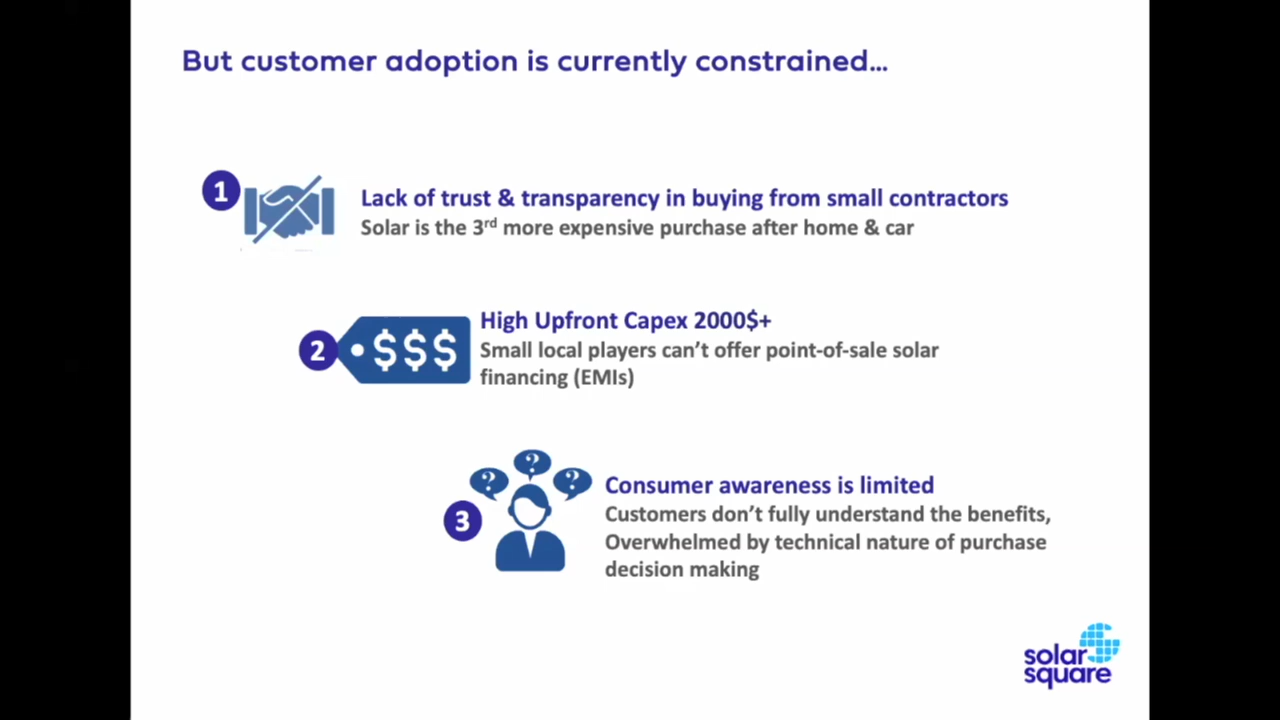 But customer adoption is currently constrained...
1
Lack of trust & transparency in buying from small contractors
Solar is the 3rd more expensive purchase after home & car
2
$$$
High Upfront Capex 2000$+
Small local players can't offer point-of-sale solar
financing (EMIs)
? ? ?
3
Consumer awareness is limited
Customers don't fully understand the benefits,
Overwhelmed by technical nature of purchase
decision making
solar
square